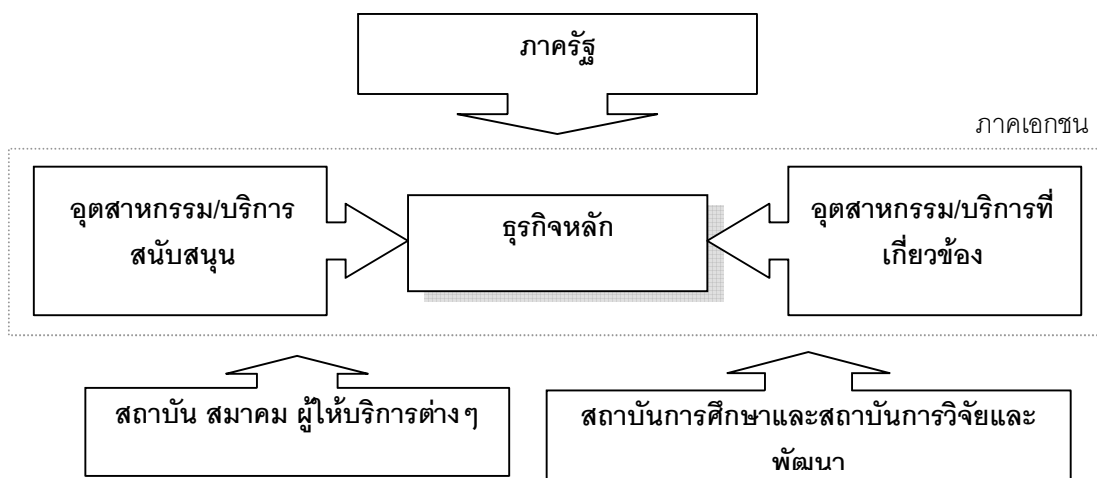 ภาครัฐ
ภาคเอกชน
อุตสาหกรรม/บริการ
สนับสนุน
ธุรกิจหลัก
อุตสาหกรรม/บริการที่
เกี่ยวข้อง
สถาบัน สมาคม ผู้ให้บริการต่างๆ
สถาบันการศึกษาและสถาบันการวิจัยและ
พัฒนา